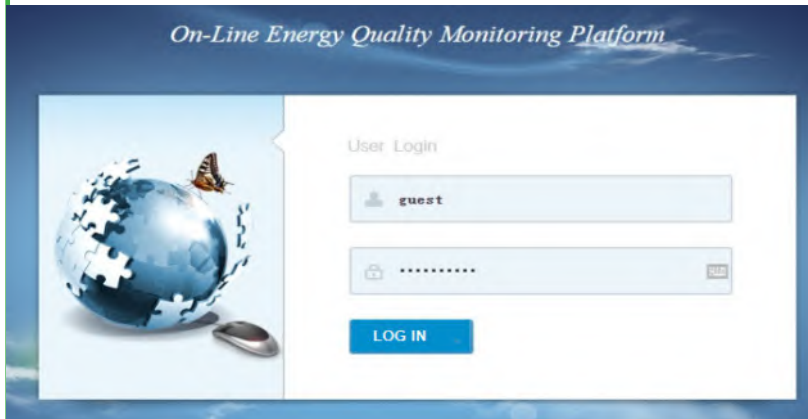 On-Line Energy Quality Monitoring Platform
User Login
guest
••••••••••
LOG IN